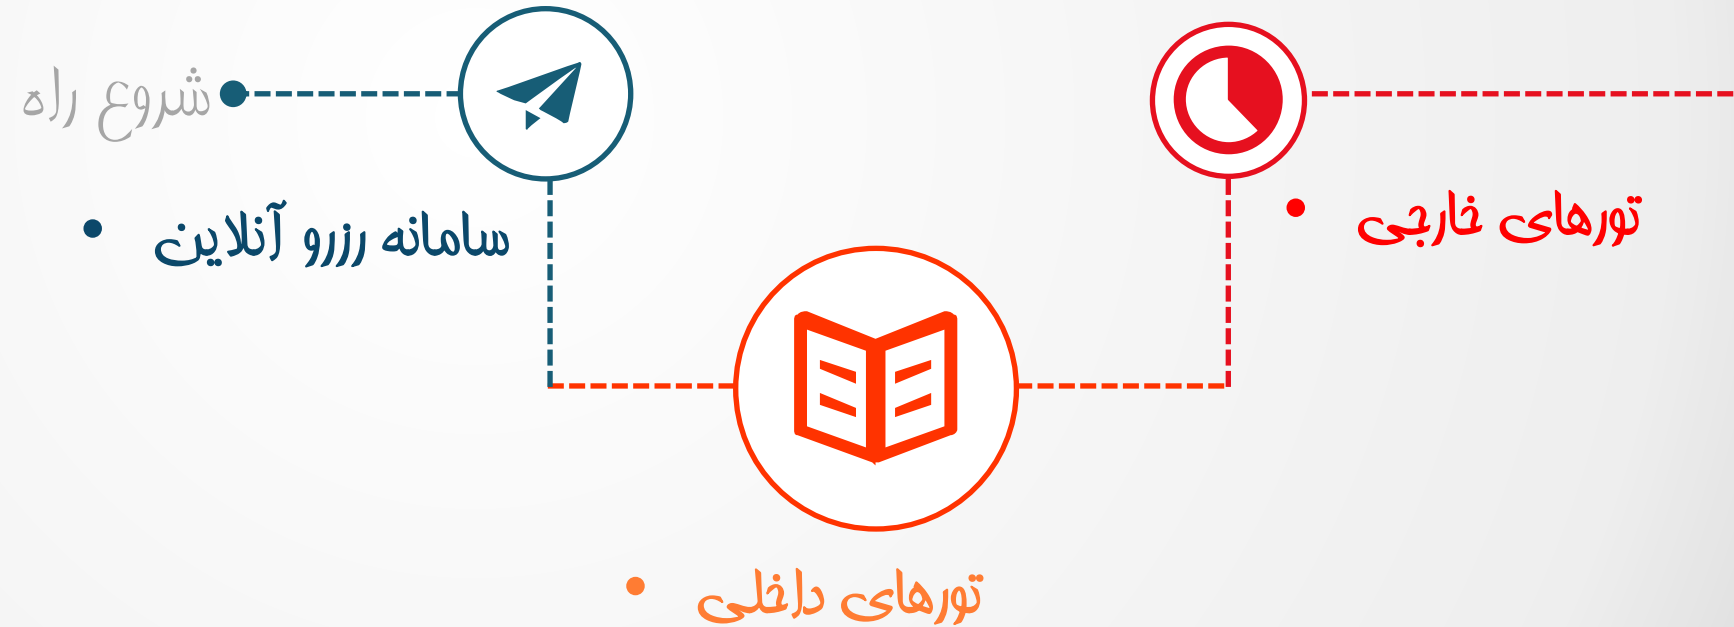 شروع راه
• سامانه رزرو آنلاین
• تورهای خارجی
• تورهای داخلی